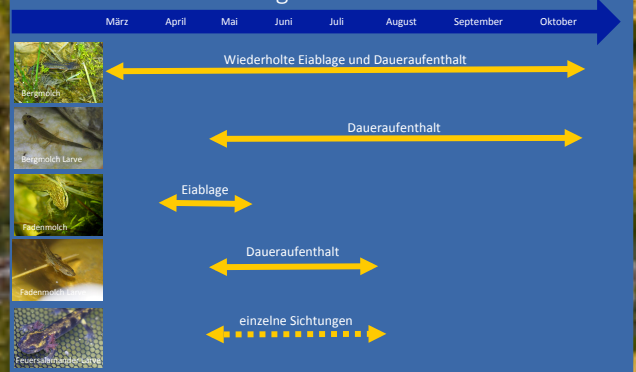 März April Mai Juni Juli August September Oktober
Wiederholte Eiablage und Daueraufenthalt
Bergmolch
Daueraufenthalt
Bergmolch Larve
Eiablage
Fadenmolch
Daueraufenthalt
Fadenmolch Larve
einzelne Sichtungen
Feuersalamander Larve